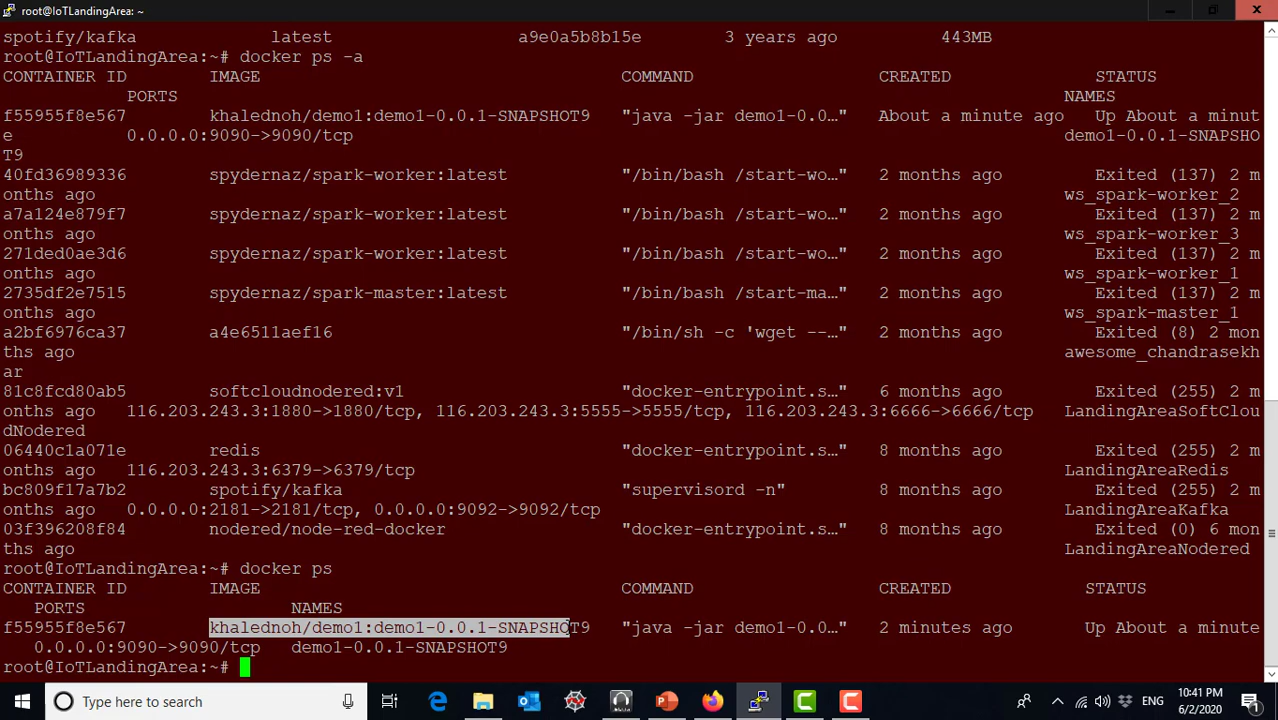 root@IoTLandingArea: ~
spotify/kafka latest a9e0a5b8b15e 3 years ago 443MB
root@IoTLandingArea:~# docker ps -a
CONTAINER ID IMAGE COMMAND CREATED STATUS
PORTS NAMES
f55955f8e567 khalednoh/demo1:demo1-0.0.1-SNAPSHOT9 "java -jar demo1-0.0…" About a minute ago Up About a minut
e 0.0.0.0:9090->9090/tcp demo1-0.0.1-SNAPSHO
T9
40fd36989336 spydernaz/spark-worker:latest "/bin/bash /start-wo…" 2 months ago Exited (137) 2 m
onths ago ws_spark-worker_2
a7a124e879f7 spydernaz/spark-worker:latest "/bin/bash /start-wo…" 2 months ago Exited (137) 2 m
onths ago ws_spark-worker_3
271ded0ae3d6 spydernaz/spark-worker:latest "/bin/bash /start-wo…" 2 months ago Exited (137) 2 m
onths ago ws_spark-worker_1
2735df2e7515 spydernaz/spark-master:latest "/bin/bash /start-ma…" 2 months ago Exited (137) 2 m
onths ago ws_spark-master_1
a2bf6976ca37 a4e6511aef16 "/bin/sh -c 'wget --…" 2 months ago Exited (8) 2 mon
ths ago awesome_chandrasekh
ar
81c8fcd80ab5 softcloudnodered:v1 "docker-entrypoint.s…" 6 months ago Exited (255) 2 m
onths ago 116.203.243.3:1880->1880/tcp, 116.203.243.3:5555->5555/tcp, 116.203.243.3:6666->6666/tcp LandingAreaSoftClou
dNodered
06440c1a071e redis "docker-entrypoint.s…" 8 months ago Exited (255) 2 m
onths ago 116.203.243.3:6379->6379/tcp LandingAreaRedis
bc809f17a7b2 spotify/kafka "supervisord -n" 8 months ago Exited (255) 2 m
onths ago 0.0.0.0:2181->2181/tcp, 0.0.0.0:9092->9092/tcp LandingAreaKafka
03f396208f84 nodered/node-red-docker "docker-entrypoint.s…" 8 months ago Exited (0) 6 mon
ths ago LandingAreaNodered
root@IoTLandingArea:~# docker ps
CONTAINER ID IMAGE COMMAND CREATED STATUS
PORTS NAMES
f55955f8e567 khalednoh/demo1:demo1-0.0.1-SNAPSHOT9 "java -jar demo1-0.0…" 2 minutes ago Up About a minute
0.0.0.0:9090->9090/tcp demo1-0.0.1-SNAPSHOT9
root@IoTLandingArea:~#
Type here to search ENG 10:41 PM
6/2/2020